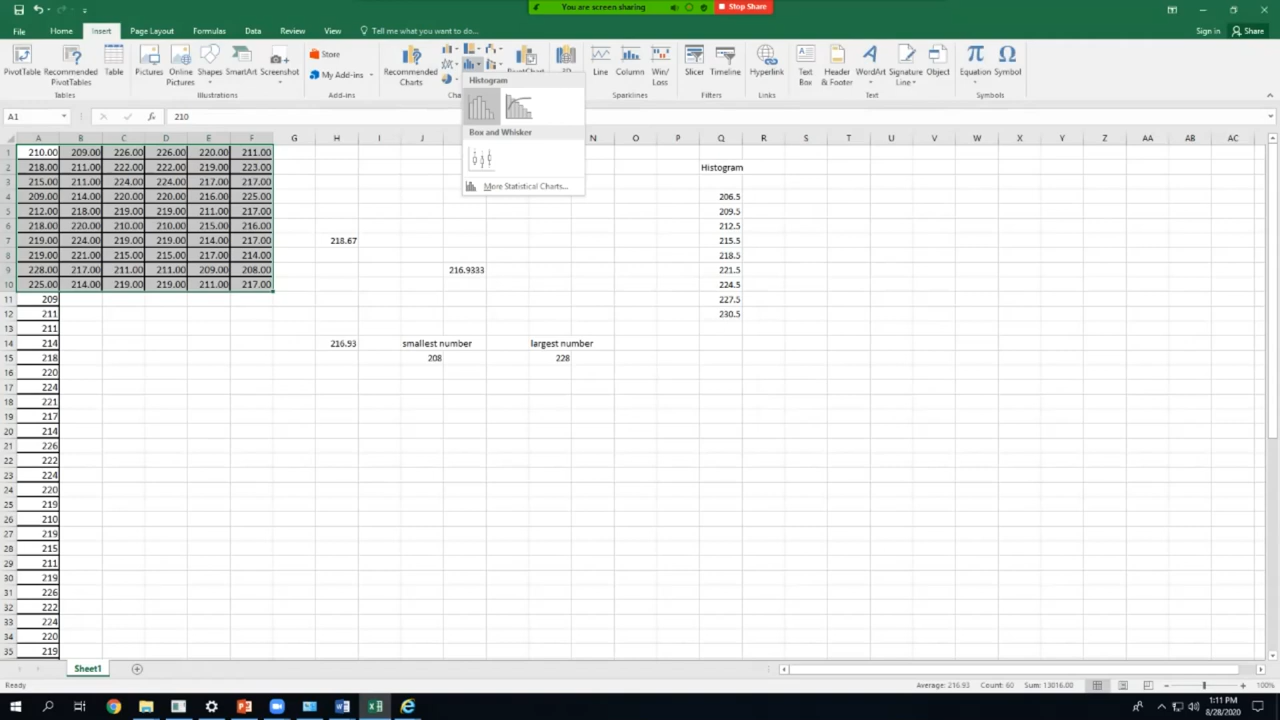 You are screen sharing
Stop Share
File Home Insert Page Layout Formulas Data Review View Tell me what you want to do... Sign in Share
PivotTable Recommended PivotTables Table Pictures Online Pictures Shapes SmartArt Screenshot Store My Add-ins Recommended Charts Line Column Win/Loss Slicer Timeline Hyperlink Text Box Header & Footer WordArt Signature Line Object Equation Symbol
Tables Illustrations Add-ins Sparklines Filters Links Text Symbols
Histogram
Box and Whisker
More Statistical Charts...
A1 210
A B C D E F G H I J K N O P Q R S T U V W X Y Z AA AB AC
1 210.00 209.00 226.00 226.00 220.00 211.00
2 218.00 211.00 222.00 222.00 219.00 223.00 Histogram
3 215.00 211.00 224.00 224.00 217.00 217.00
4 209.00 214.00 220.00 220.00 216.00 225.00 206.5
5 212.00 218.00 219.00 219.00 211.00 217.00 209.5
6 218.00 220.00 210.00 210.00 215.00 216.00 212.5
7 219.00 224.00 219.00 219.00 214.00 217.00 218.67 215.5
8 219.00 221.00 215.00 215.00 217.00 214.00 218.5
9 228.00 217.00 211.00 211.00 209.00 208.00 216.9333 221.5
10 225.00 214.00 219.00 219.00 211.00 217.00 224.5
11 209 227.5
12 211 230.5
13 211
14 214 216.93 smallest number largest number
15 218 208 228
16 220
17 224
18 221
19 217
20 214
21 226
22 222
23 224
24 220
25 219
26 210
27 219
28 215
29 211
30 219
31 226
32 222
33 224
34 220
35 219
Sheet1
Ready Average: 216.93 Count: 60 Sum: 13016.00 100%
1:11 PM
8/28/2020